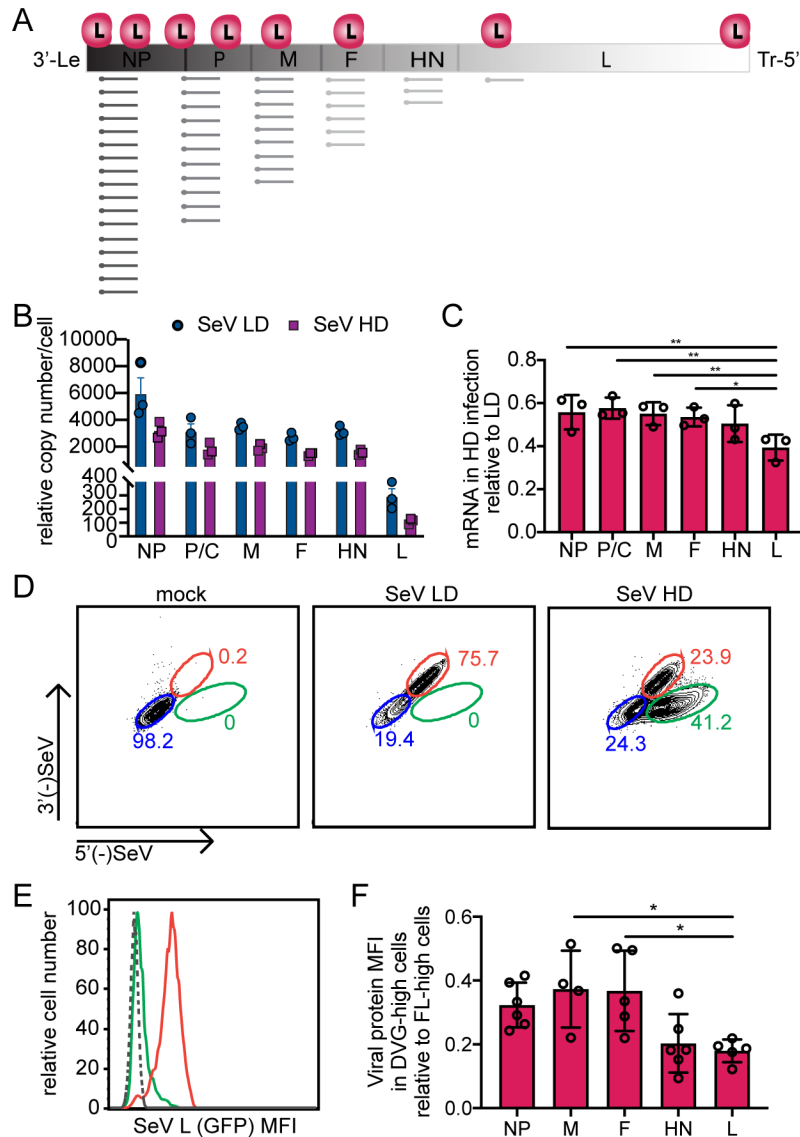 A
L L L L L L L L
3'-Le NP P M F HN L Tr-5'
B
SeV LD SeV HD
relative copy number/cell
10000
8000
6000
4000
2000
400
300
200
100
0
NP P/C M F HN L
C
mRNA in HD infection
relative to LD
0.8
0.6
0.4
0.2
0.0
**
**
**
*
NP P/C M F HN L
D
mock SeV LD SeV HD
0.2 75.7 23.9
0 0 41.2
98.2 19.4 24.3
3'(-)SeV
5'(-)SeV
E
relative cell number
100
80
60
40
20
0
SeV L (GFP) MFI
F
Viral protein MFI
in DVG-high cells
relative to FL-high cells
0.6
0.4
0.2
0.0
*
*
NP M F HN L